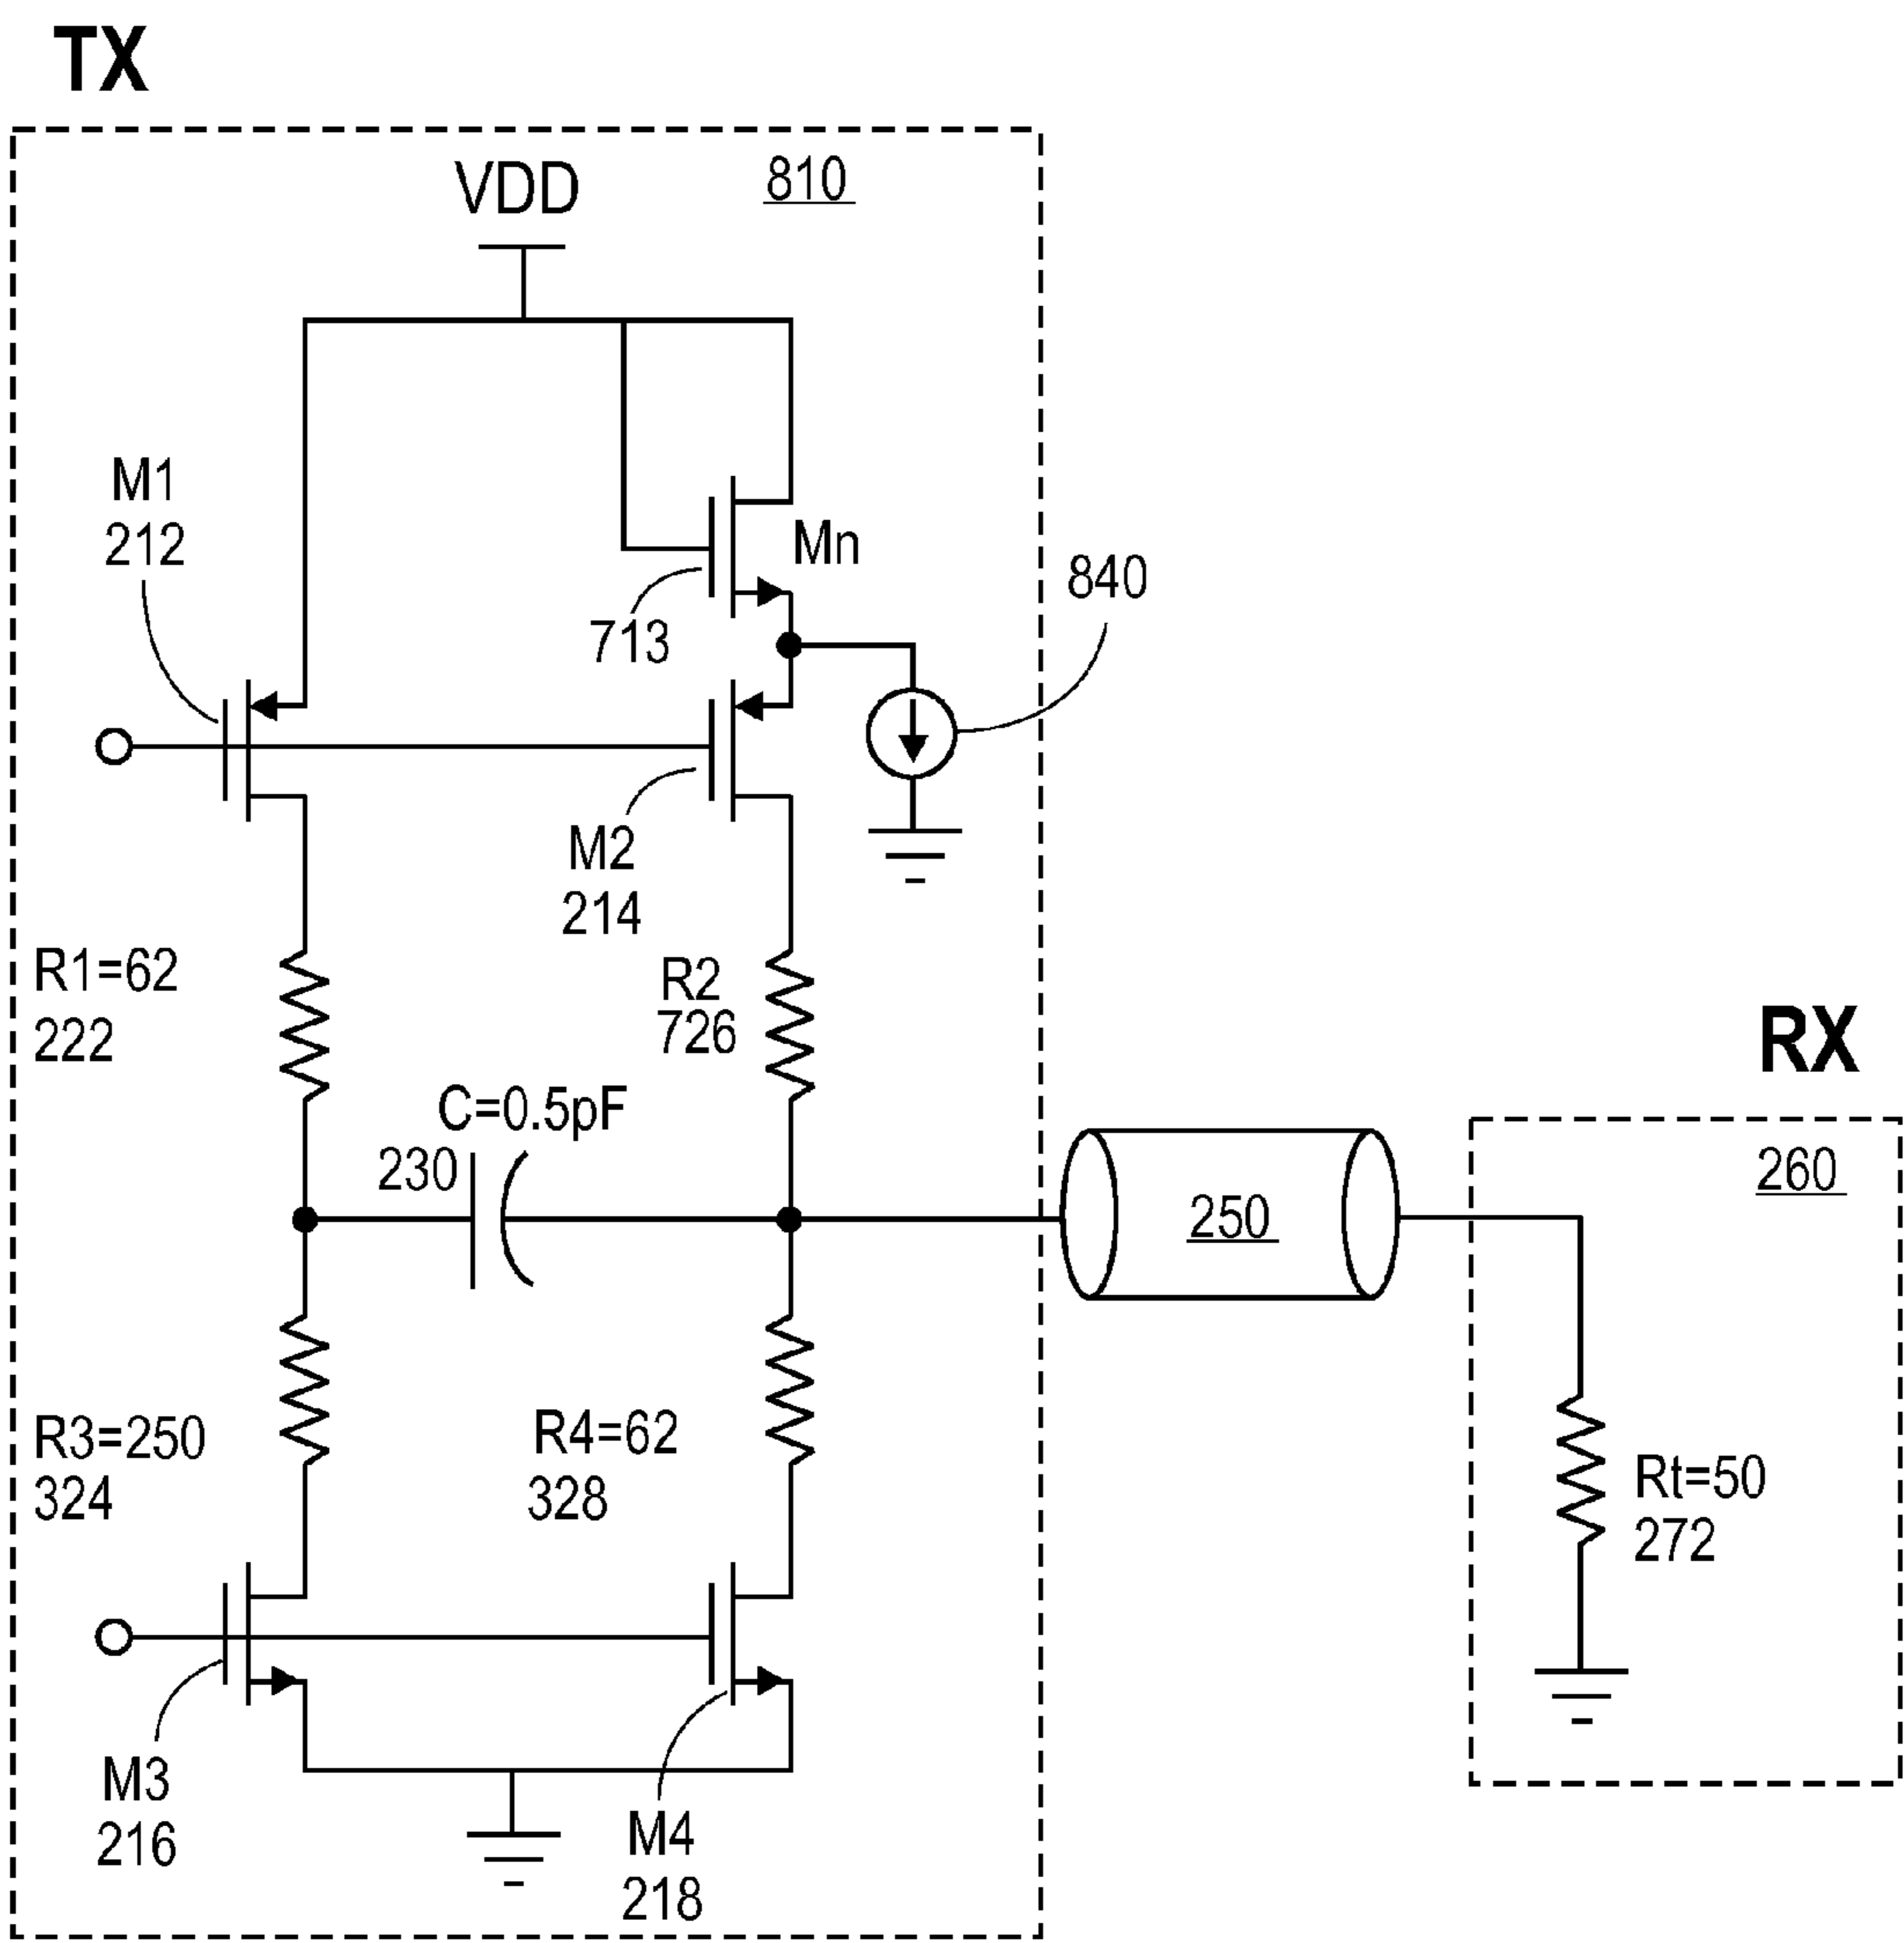 TX
VDD
810
M1
212
Mn
713
840
M2
214
R1=62
222
R2
726
RX
C=0.5pF
230
250
260
R3=250
324
R4=62
328
Rt=50
272
M3
216
M4
218